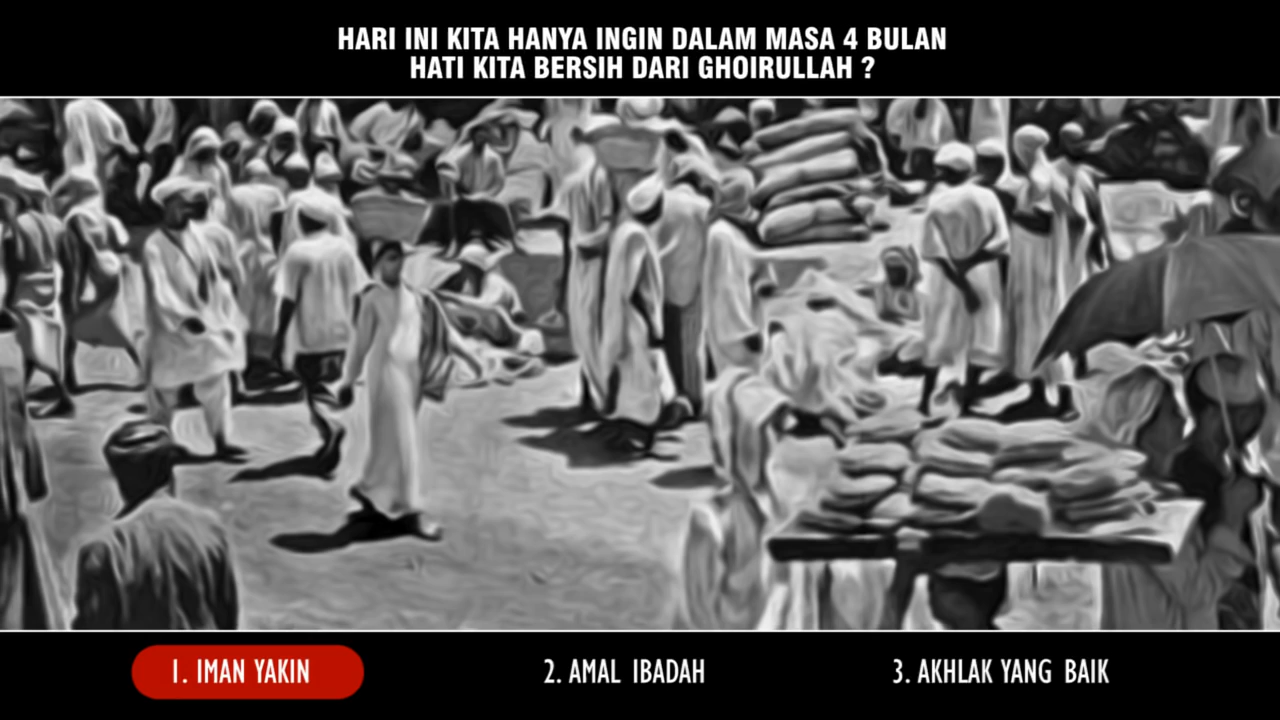 HARI INI KITA HANYA INGIN DALAM MASA 4 BULAN
HATI KITA BERSIH DARI GHOIRULLAH ?
1. IMAN YAKIN
2. AMAL IBADAH
3. AKHLAK YANG BAIK